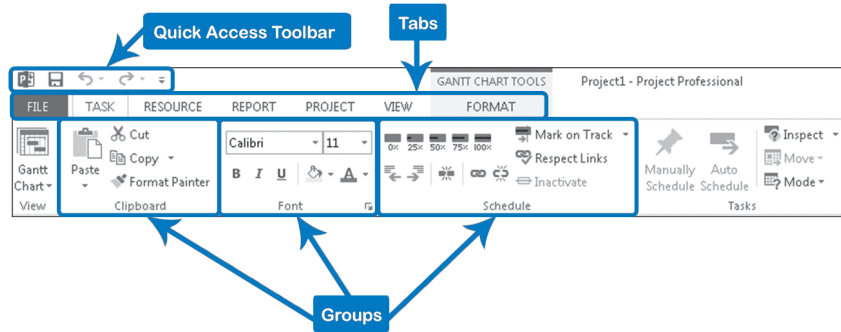 Quick Access Toolbar
Tabs
GANTT CHART TOOLS
Project1 - Project Professional
FILE TASK RESOURCE REPORT PROJECT VIEW FORMAT
Gantt
Chart
View
Paste
Cut
Copy
Format Painter
Clipboard
Calibri 11
B I U A
Font
0% 25% 50% 75% 100%
Mark on Track
Respect Links
Inactivate
Schedule
Manually
Schedule
Auto
Schedule
Inspect
Move
Mode
Tasks
Groups